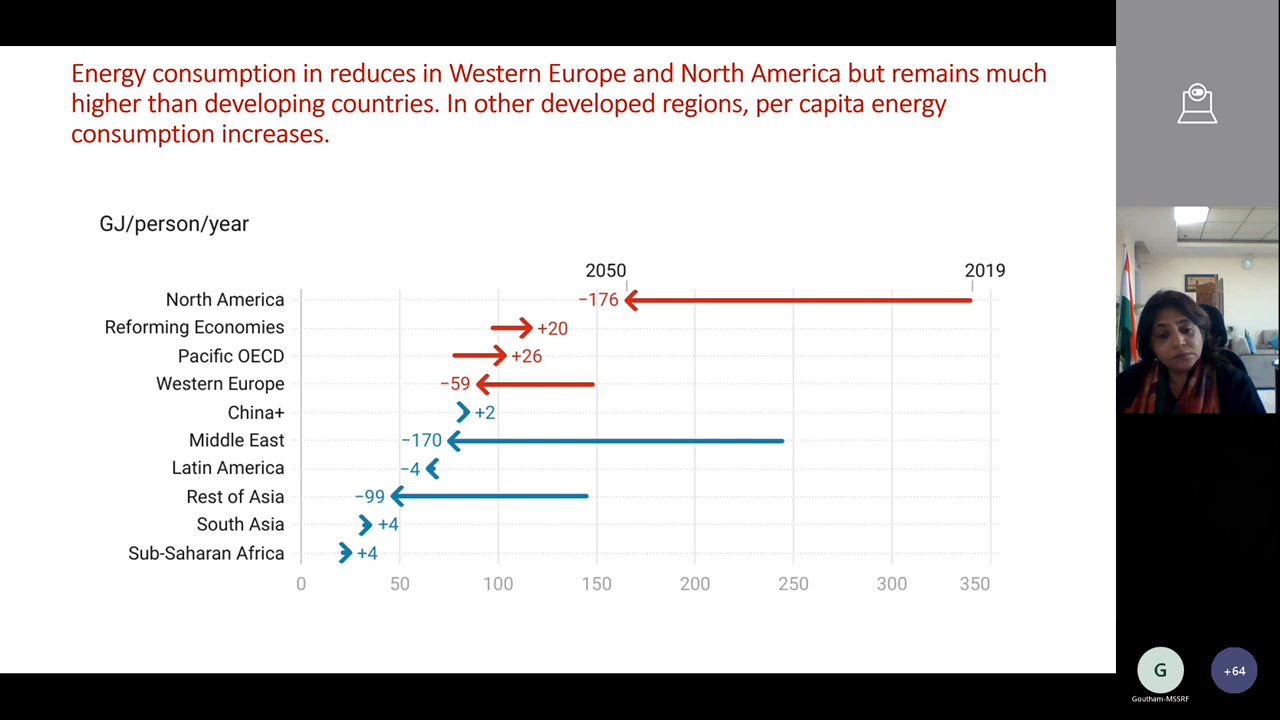 Energy consumption in reduces in Western Europe and North America but remains much
higher than developing countries. In other developed regions, per capita energy
consumption increases.
GJ/person/year
2050 2019
North America −176
Reforming Economies +20
Pacific OECD +26
Western Europe −59
China+ +2
Middle East −170
Latin America −4
Rest of Asia −99
South Asia +4
Sub-Saharan Africa +4
0 50 100 150 200 250 300 350
G +64
Goutham-MSSRF